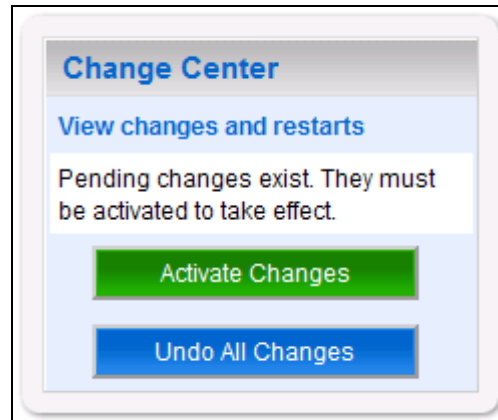 Change Center
View changes and restarts
Pending changes exist. They must
be activated to take effect.
Activate Changes
Undo All Changes